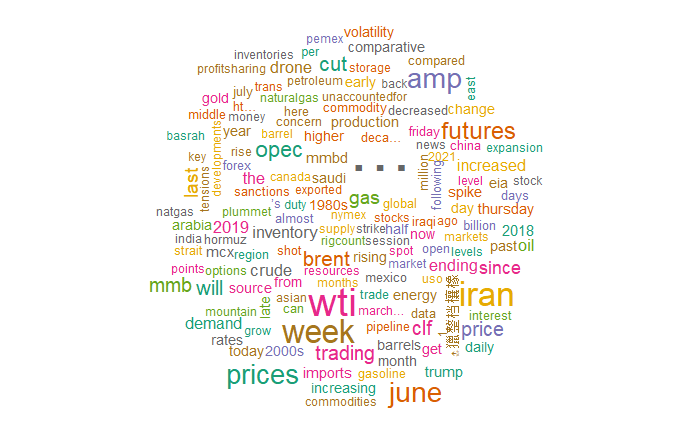 pemex volatility
inventories per comparative
profitsharing drone cut storage compared
july trans petroleum early back amp east
gold ht… naturalgas unaccountedfor
middle money here commodity decreased change
basrah year barrel concern production friday futures
key rise higher deca… news china expansion
developments forex opec mmbd … million 2021 increased
last tensions the canada saudi following level eia stock
sanctions exported gas spike days
natgas plummet 's duty 1980s global day thursday
arabia 2019 almost nymex stocks iraqi ago billion 2018
india hormuz inventory supply strike half now markets
strait mcx region shot rigcount session open levels past oil
points options crude brent rising spot market ending since
mmb will source from resources months mexico energy uso iran
mountain late asian can wti trade march… data interest
demand grow week pipeline clf price
rates today 2000s trading barrels get daily
prices imports gasoline month trump
increasing june
commodities